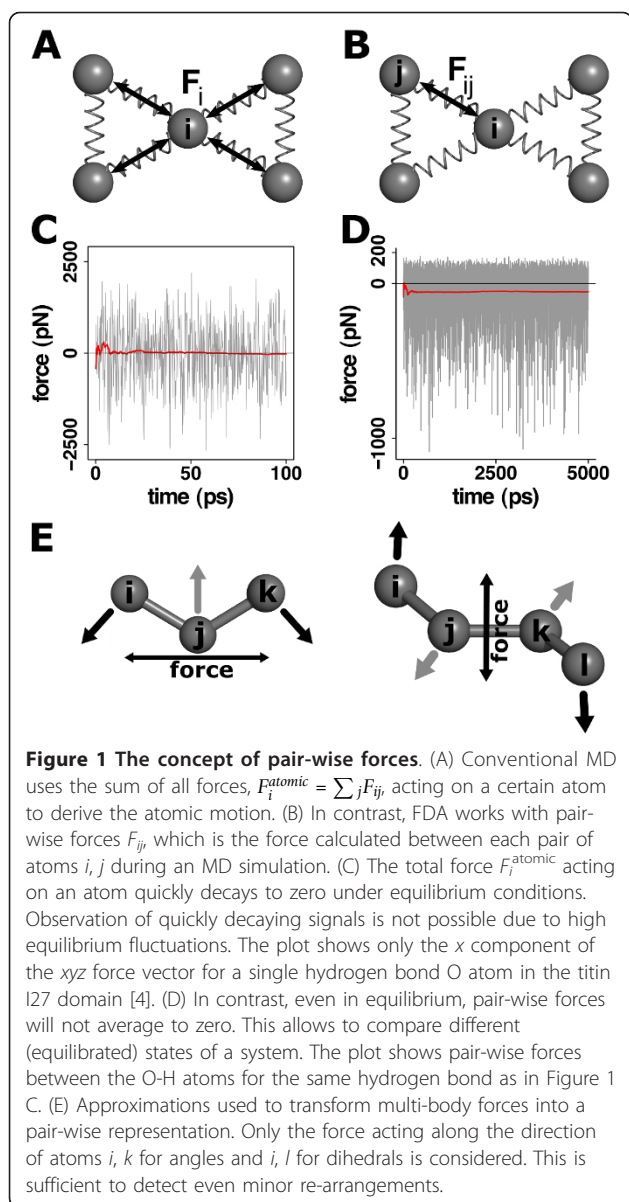 A
B
F_i
i
j
F_ij
i
C
D
force (pN)
2500
0
−2500
0
50
100
time (ps)
force (pN)
200
0
−1000
0
2500
5000
time (ps)
E
i
j
k
force
i
j
k
l
force
Figure 1 The concept of pair-wise forces. (A) Conventional MD
uses the sum of all forces, F_i^atomic = ∑_j F_ij, acting on a certain atom
to derive the atomic motion. (B) In contrast, FDA works with pair-
wise forces F_ij, which is the force calculated between each pair of
atoms i, j during an MD simulation. (C) The total force F_i^atomic acting
on an atom quickly decays to zero under equilibrium conditions.
Observation of quickly decaying signals is not possible due to high
equilibrium fluctuations. The plot shows only the x component of
the xyz force vector for a single hydrogen bond O atom in the titin
I27 domain [4]. (D) In contrast, even in equilibrium, pair-wise forces
will not average to zero. This allows to compare different
(equilibrated) states of a system. The plot shows pair-wise forces
between the O-H atoms for the same hydrogen bond as in Figure 1
C. (E) Approximations used to transform multi-body forces into a
pair-wise representation. Only the force acting along the direction
of atoms i, k for angles and i, l for dihedrals is considered. This is
sufficient to detect even minor re-arrangements.